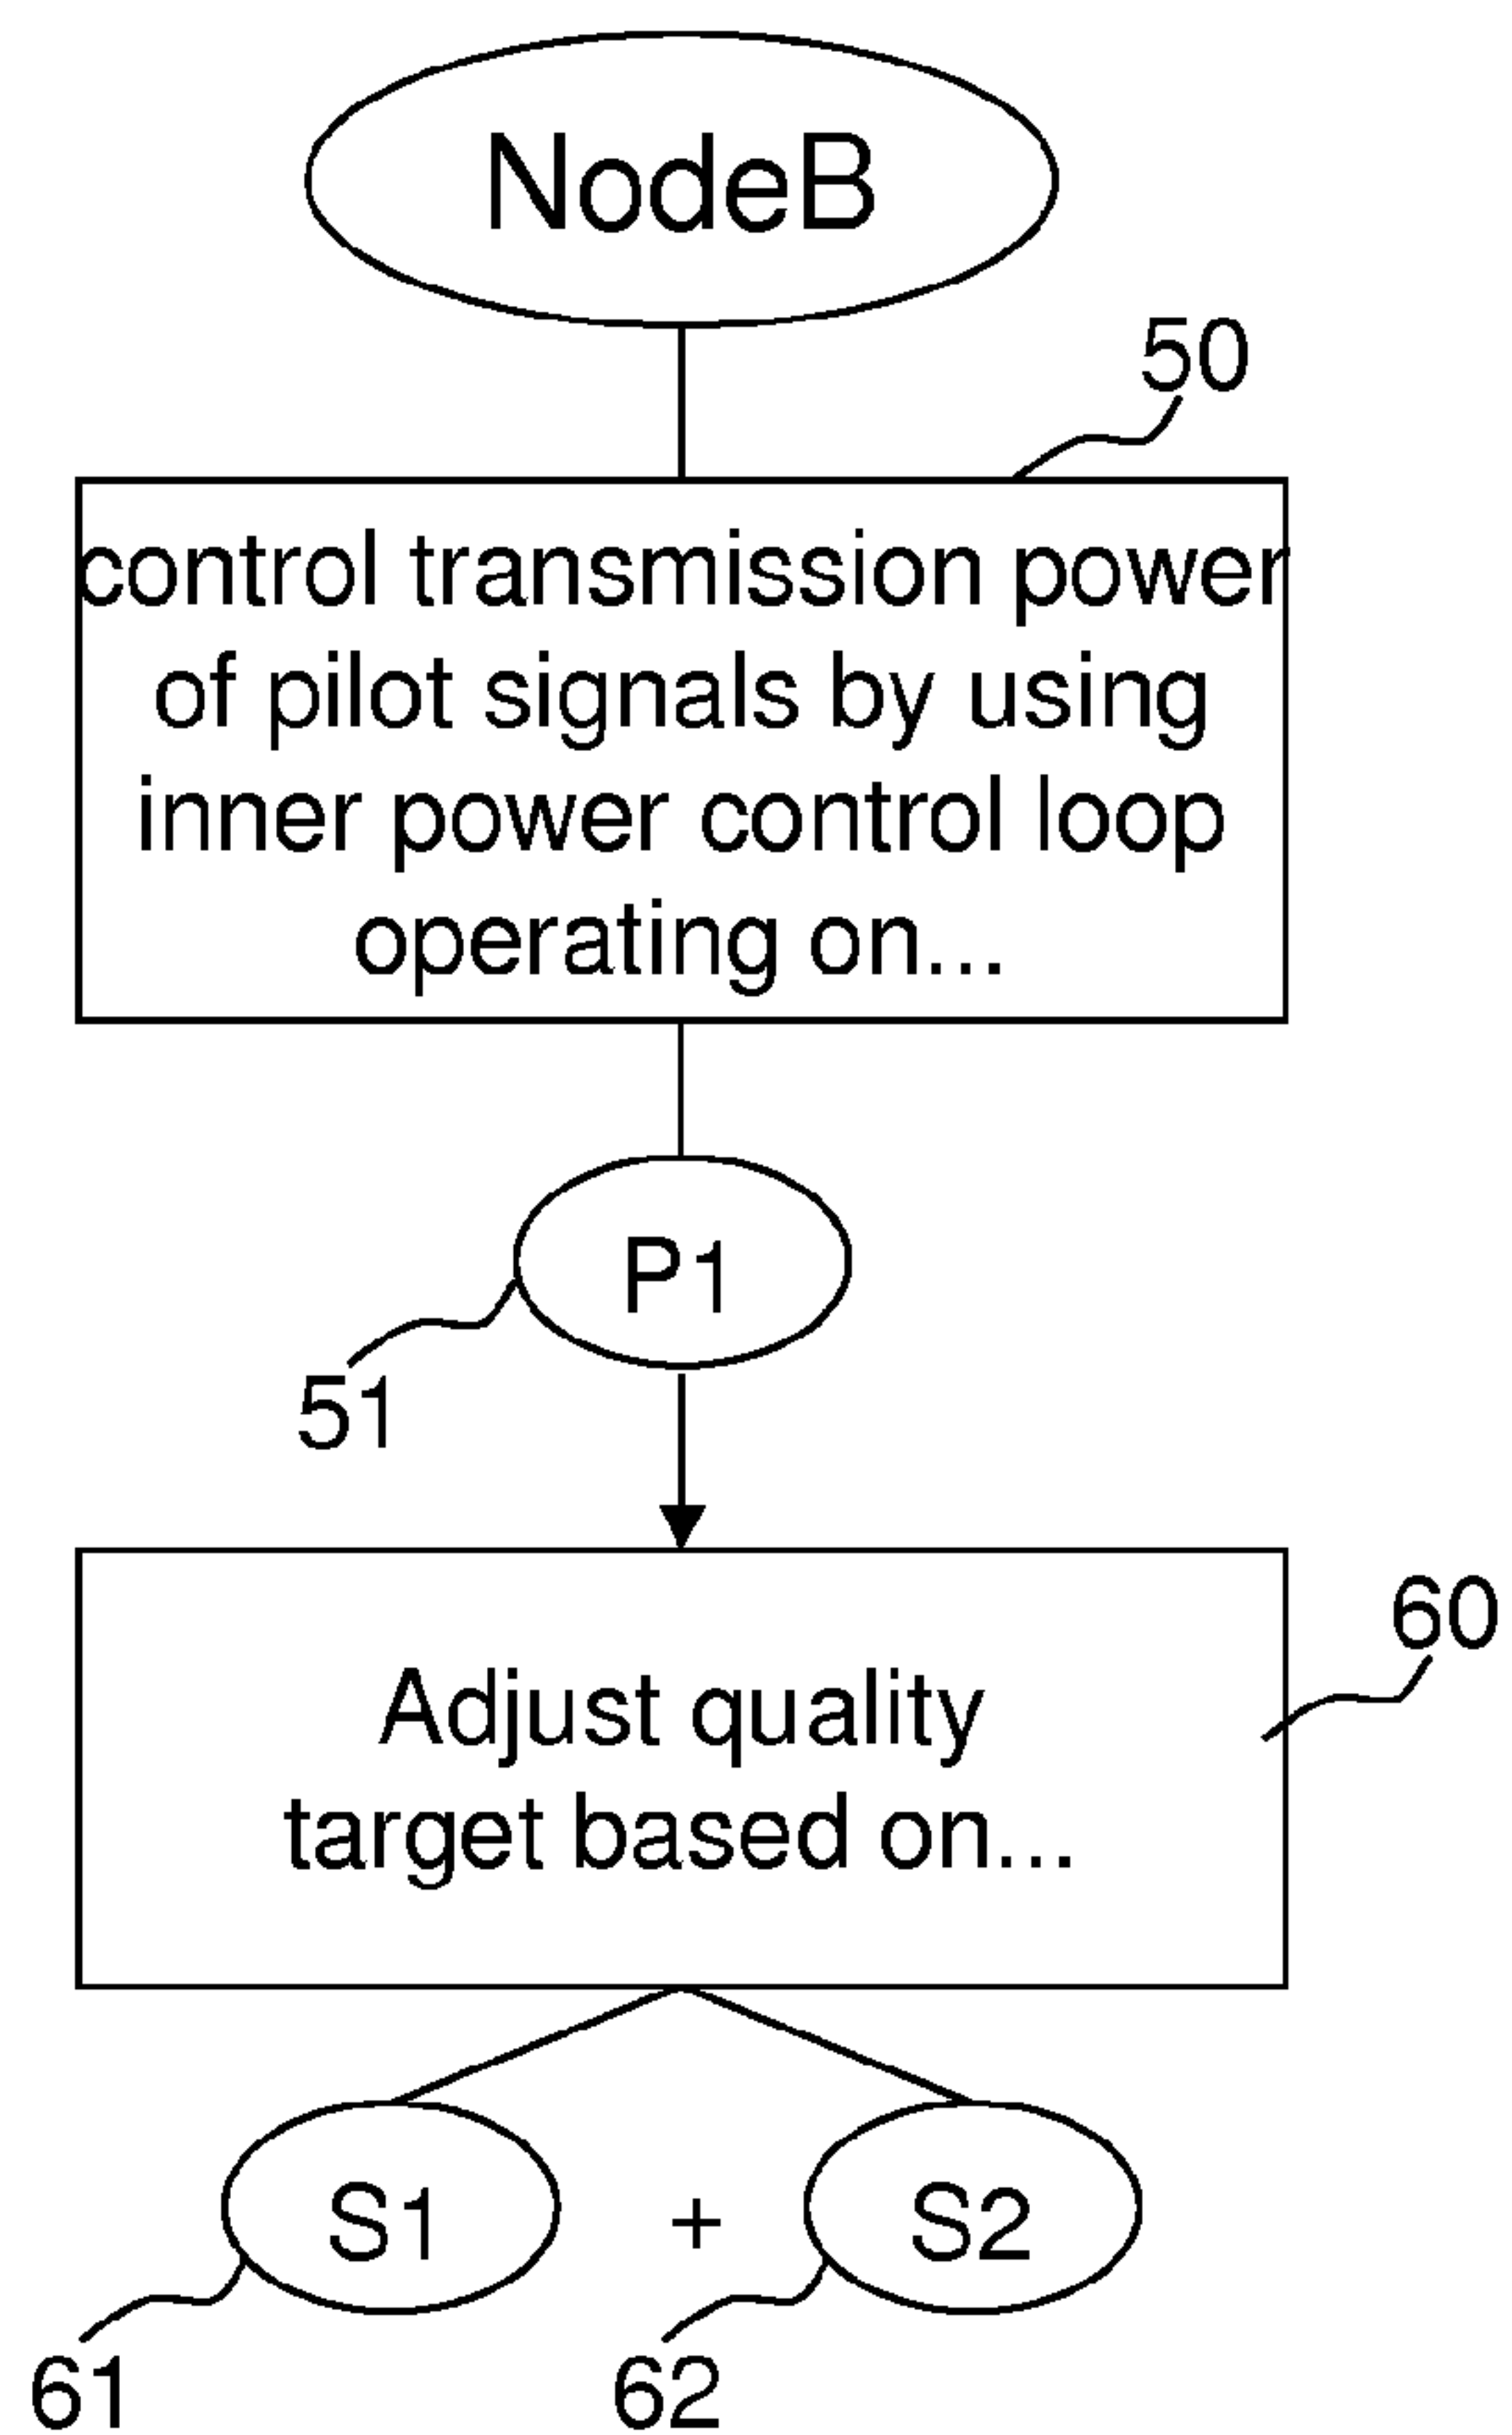 NodeB
50
control transmission power
of pilot signals by using
inner power control loop
operating on...
P1
51
60
Adjust quality
target based on...
S1 + S2
61 62